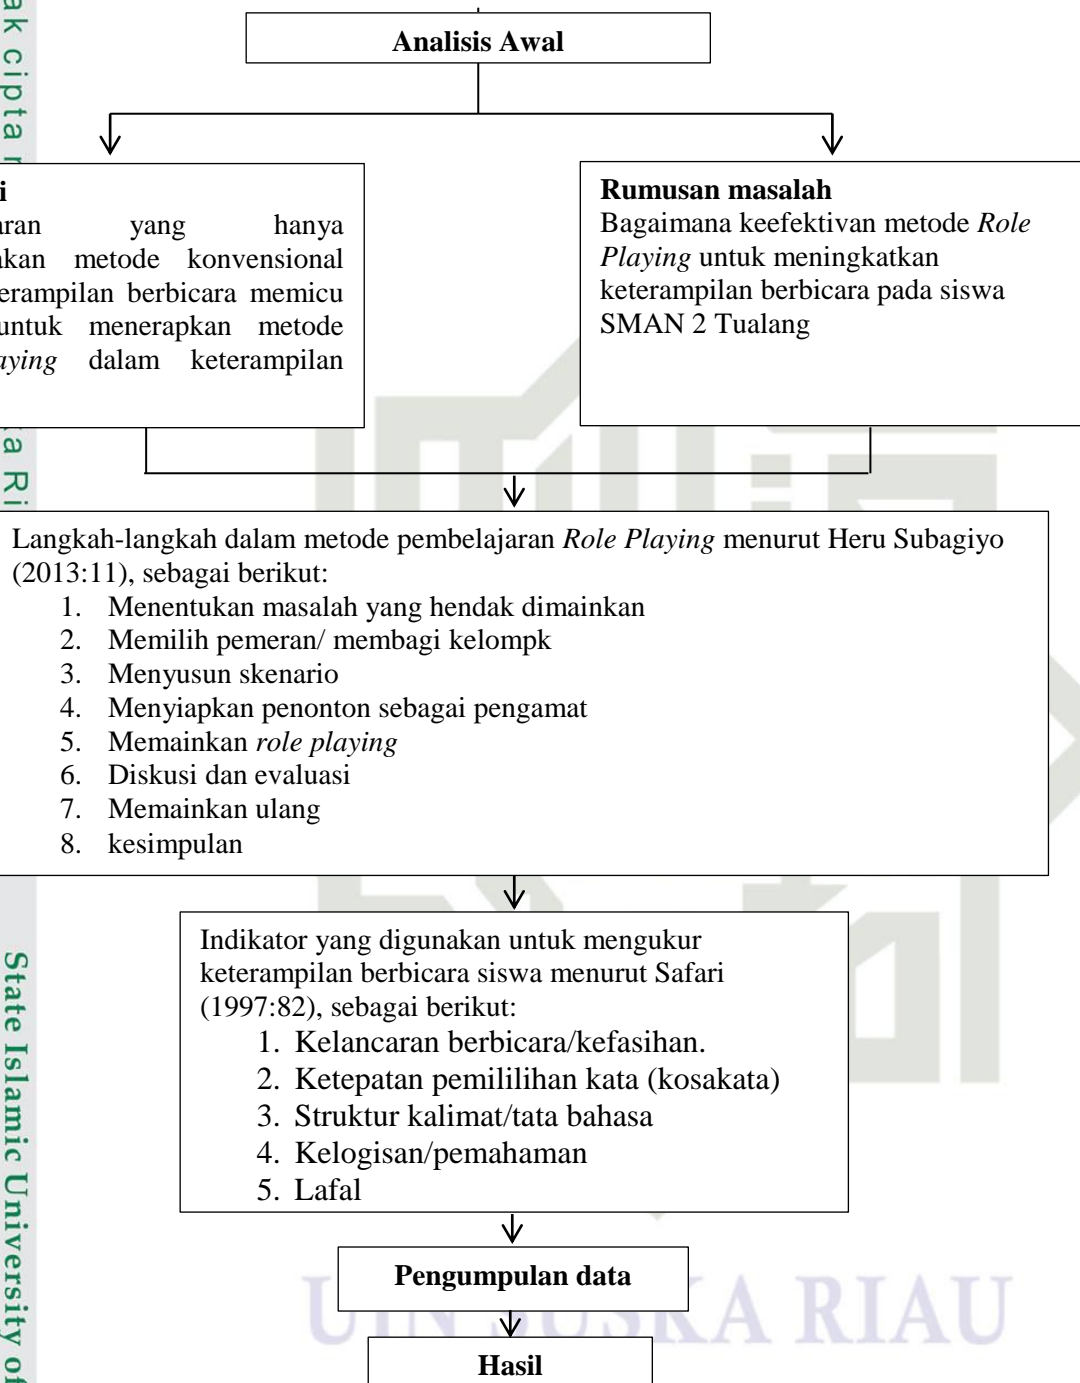 Analisis Awal
i
aran yang hanya
akan metode konvensional
erampilan berbicara memicu
untuk menerapkan metode
aying dalam keterampilan
Rumusan masalah
Bagaimana keefektivan metode Role
Playing untuk meningkatkan
keterampilan berbicara pada siswa
SMAN 2 Tualang
Langkah-langkah dalam metode pembelajaran Role Playing menurut Heru Subagiyo
(2013:11), sebagai berikut:
1. Menentukan masalah yang hendak dimainkan
2. Memilih pemeran/ membagi kelompk
3. Menyusun skenario
4. Menyiapkan penonton sebagai pengamat
5. Memainkan role playing
6. Diskusi dan evaluasi
7. Memainkan ulang
8. kesimpulan
Indikator yang digunakan untuk mengukur
keterampilan berbicara siswa menurut Safari
(1997:82), sebagai berikut:
1. Kelancaran berbicara/kefasihan.
2. Ketepatan pemililihan kata (kosakata)
3. Struktur kalimat/tata bahasa
4. Kelogisan/pemahaman
5. Lafal
Pengumpulan data
Hasil
UIN SUSKA RIAU
ak cipta
a Ri
State Islamic University of